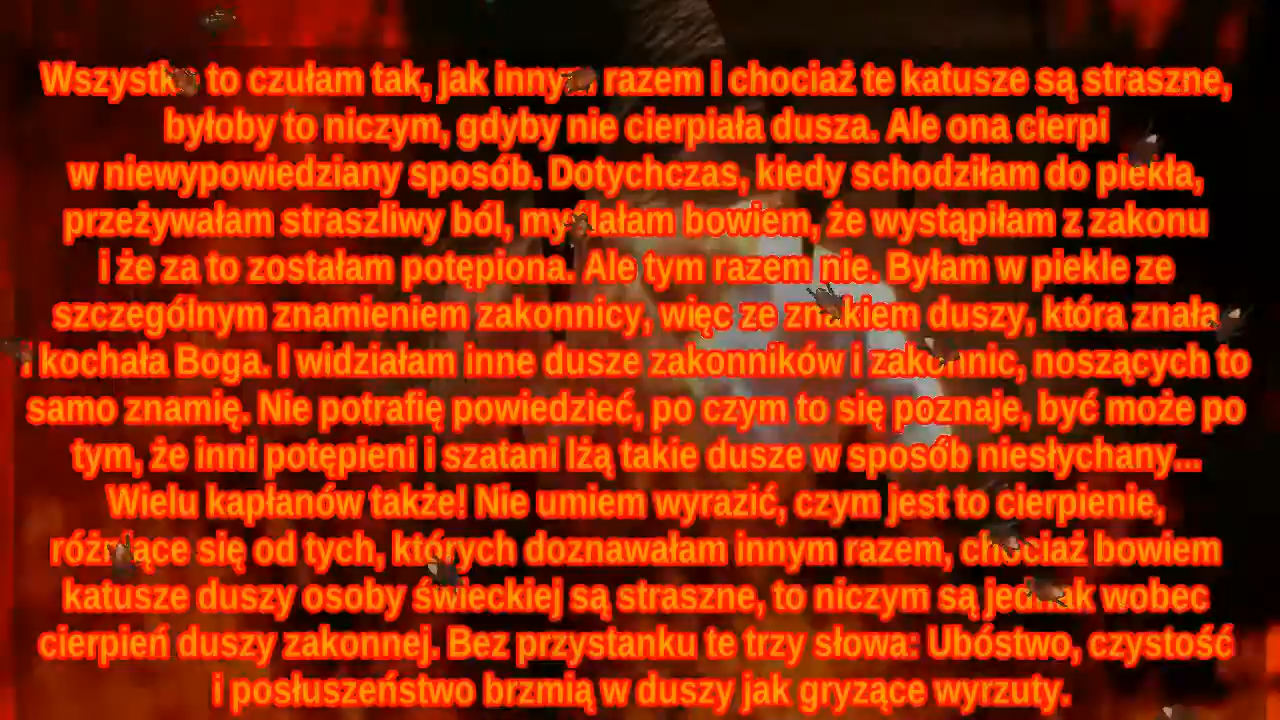 Wszystko to czułam tak, jak innym razem i chociaż te katusze są straszne,
byłoby to niczym, gdyby nie cierpiała dusza. Ale ona cierpi
w niewypowiedziany sposób. Dotychczas, kiedy schodziłam do piekła,
przeżywałam straszliwy ból, myślałam bowiem, że wystąpiłam z zakonu
i że za to zostałam potępiona. Ale tym razem nie. Byłam w piekle ze
szczególnym znamieniem zakonnicy, więc ze znakiem duszy, która znała
i kochała Boga. I widziałam inne dusze zakonników i zakonnic, noszących to
samo znamię. Nie potrafię powiedzieć, po czym to się poznaje, być może po
tym, że inni potępieni i szatani lżą takie dusze w sposób niesłychany...
Wielu kapłanów także! Nie umiem wyrazić, czym jest to cierpienie,
różniące się od tych, których doznawałam innym razem, chociaż bowiem
katusze duszy osoby świeckiej są straszne, to niczym są jednak wobec
cierpień duszy zakonnej. Bez przystanku te trzy słowa: Ubóstwo, czystość
i posłuszeństwo brzmią w duszy jak gryzące wyrzuty.